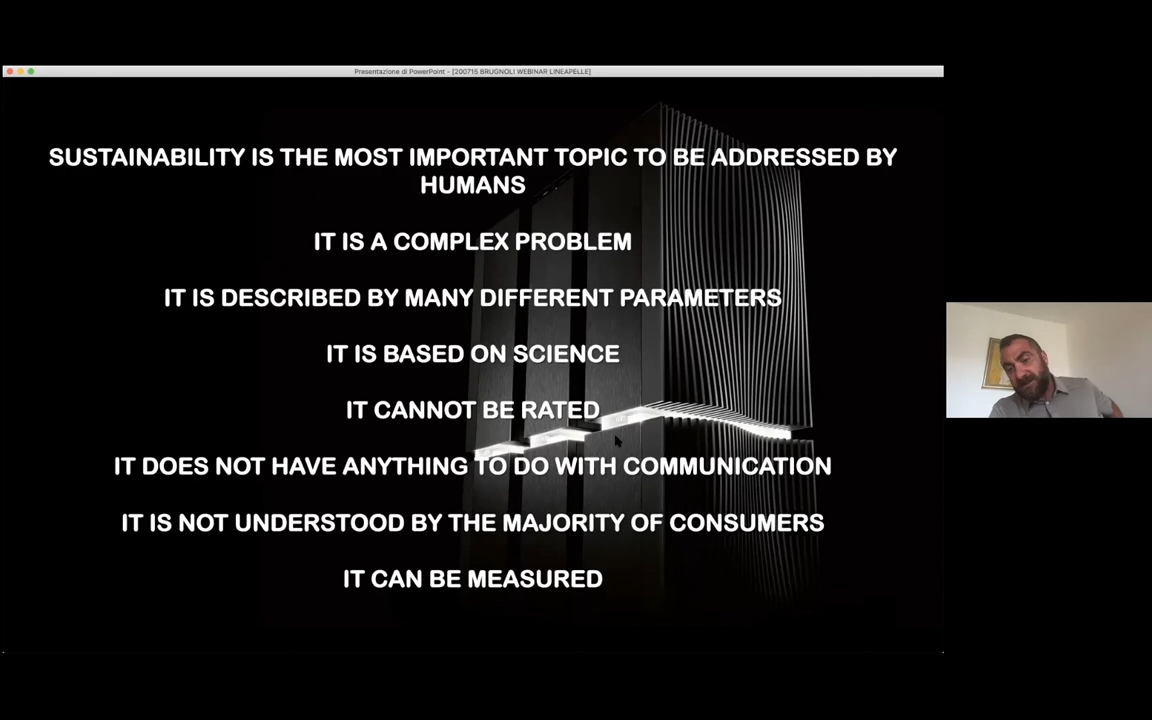 Presentazione di PowerPoint - [200715 BRUGNOLI WEBINAR LINEAPELLE]
SUSTAINABILITY IS THE MOST IMPORTANT TOPIC TO BE ADDRESSED BY
HUMANS
IT IS A COMPLEX PROBLEM
IT IS DESCRIBED BY MANY DIFFERENT PARAMETERS
IT IS BASED ON SCIENCE
IT CANNOT BE RATED
IT DOES NOT HAVE ANYTHING TO DO WITH COMMUNICATION
IT IS NOT UNDERSTOOD BY THE MAJORITY OF CONSUMERS
IT CAN BE MEASURED